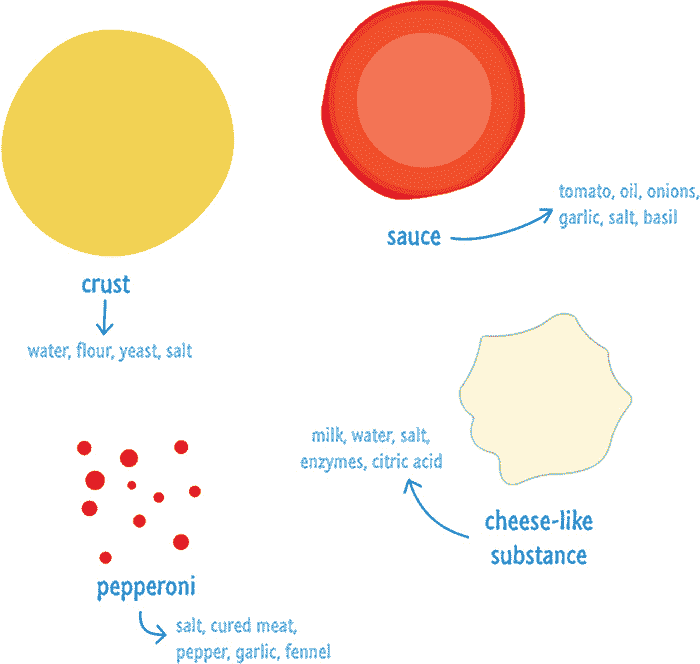 crust
water, flour, yeast, salt
sauce
tomato, oil, onions,
garlic, salt, basil
pepperoni
salt, cured meat,
pepper, garlic, fennel
milk, water, salt,
enzymes, citric acid
cheese-like
substance